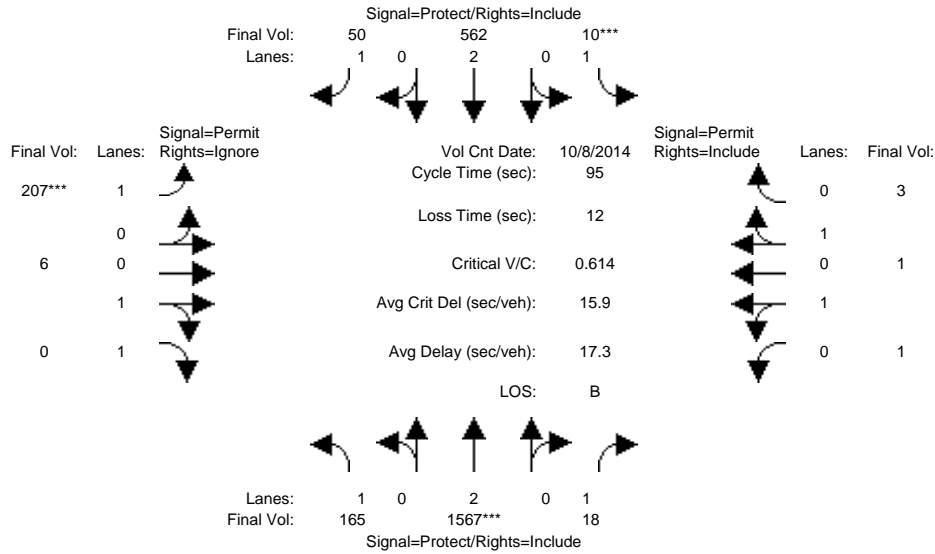 Signal=Protect/Rights=Include
Final Vol: 50 562 10***
Lanes: 1 0 2 0 1
Signal=Permit Signal=Permit
Final Vol: Lanes: Rights=Ignore Vol Cnt Date: 10/8/2014 Rights=Include Lanes: Final Vol:
Cycle Time (sec): 95
207*** 1 0 3
Loss Time (sec): 12
0 1
6 0 Critical V/C: 0.614 0 1
1 Avg Crit Del (sec/veh): 15.9 1
0 1 Avg Delay (sec/veh): 17.3 0 1
LOS: B
Lanes: 1 0 2 0 1
Final Vol: 165 1567*** 18
Signal=Protect/Rights=Include